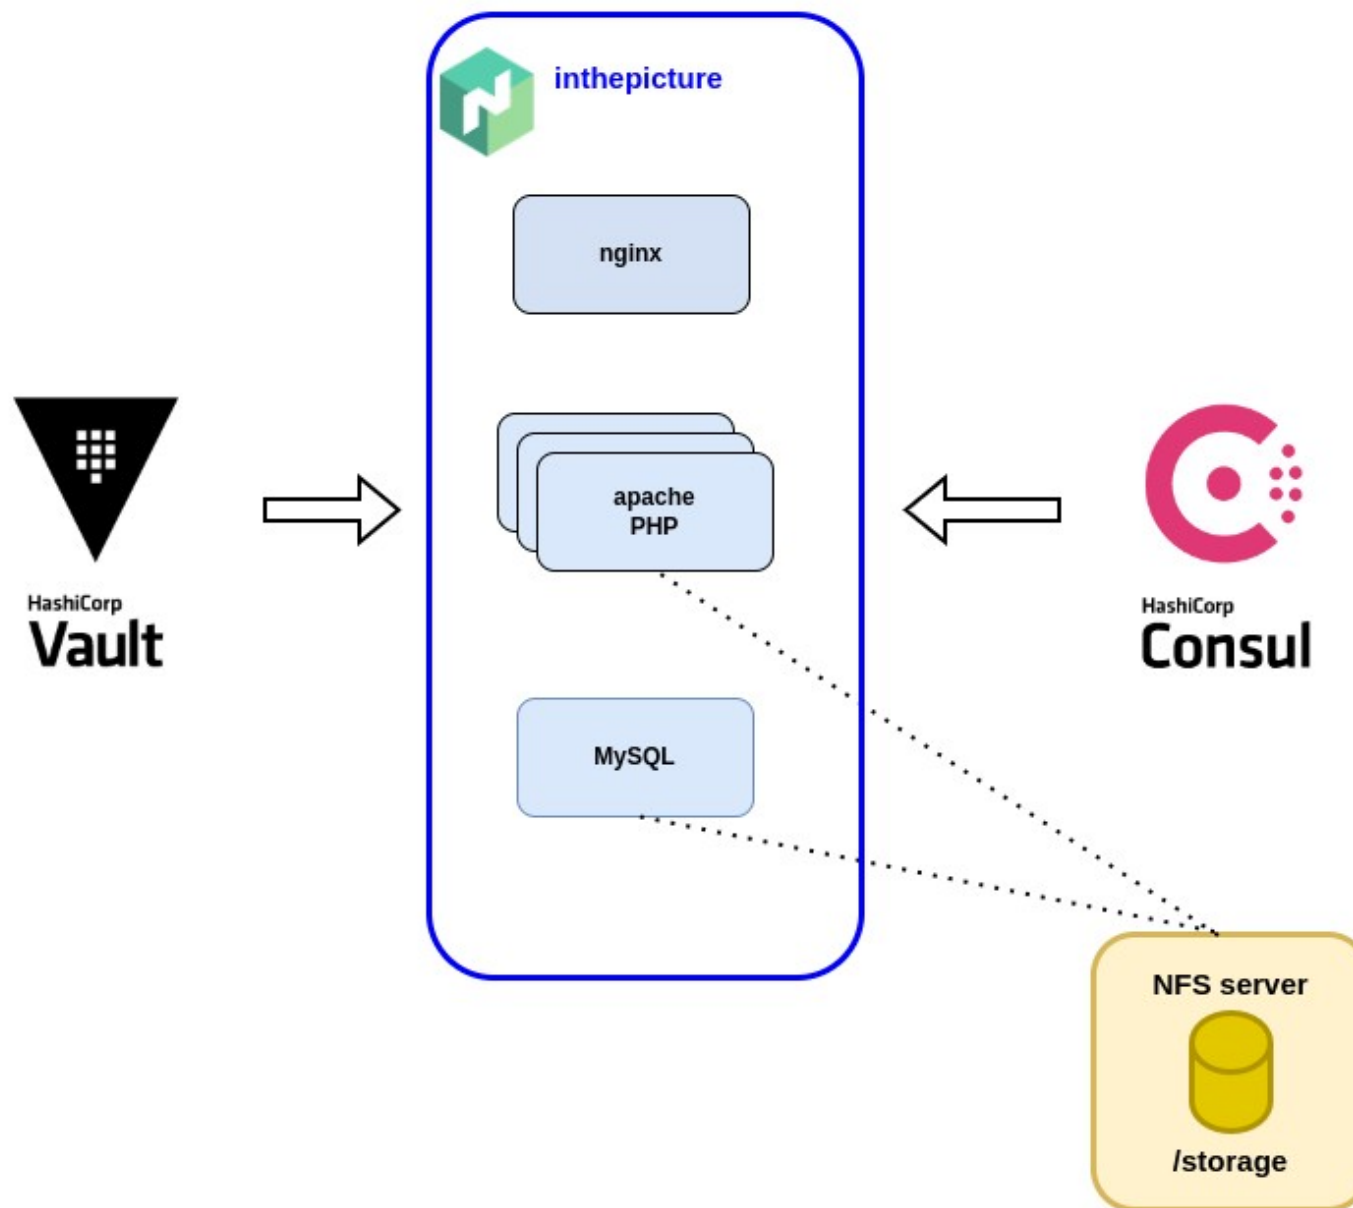 inthepicture
nginx
apache
PHP
HashiCorp
Vault
HashiCorp
Consul
MySQL
NFS server
/storage